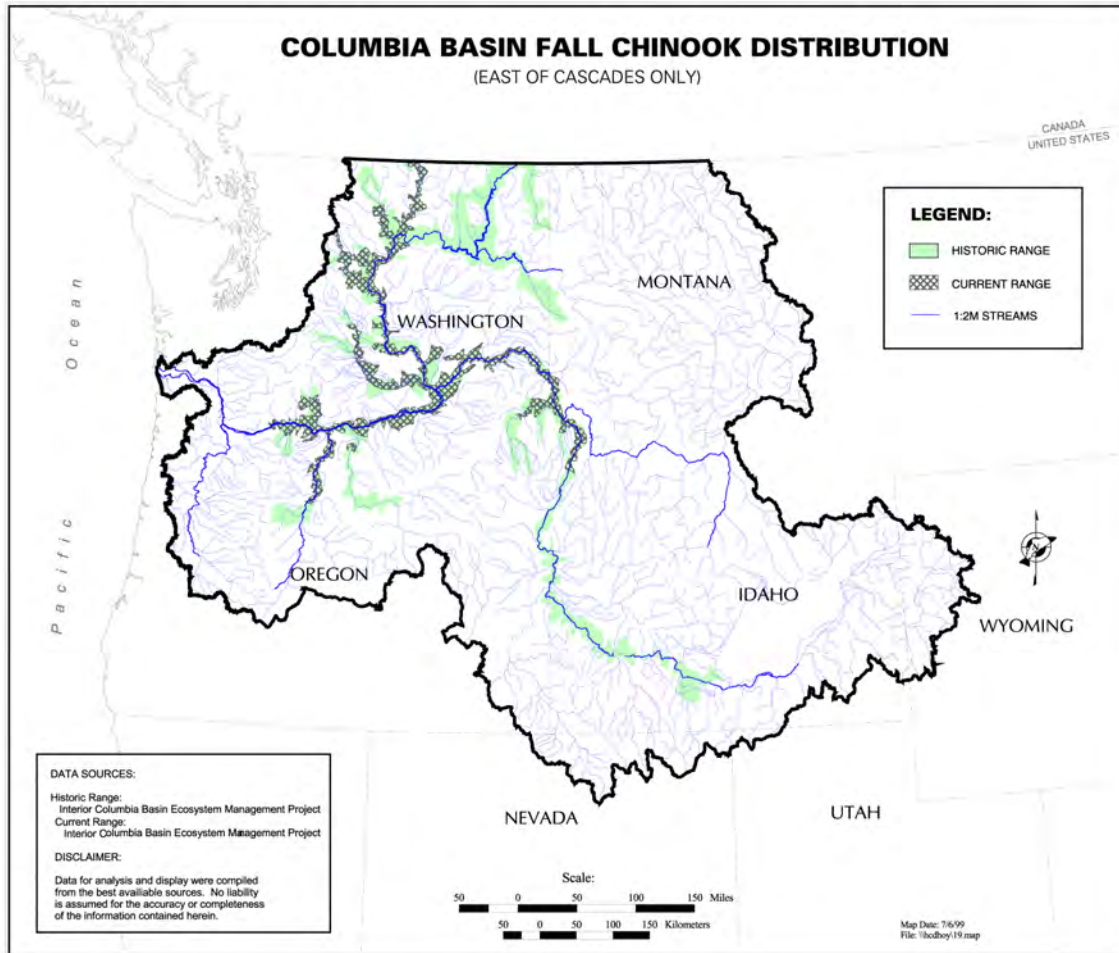 COLUMBIA BASIN FALL CHINOOK DISTRIBUTION
(EAST OF CASCADES ONLY)
CANADA
UNITED STATES
LEGEND:
HISTORIC RANGE
CURRENT RANGE
1:2M STREAMS
MONTANA
WASHINGTON
Pacific Ocean
OREGON
IDAHO
WYOMING
NEVADA
UTAH
DATA SOURCES:
Historic Range:
Interior Columbia Basin Ecosystem Management Project
Current Range:
Interior Columbia Basin Ecosystem Management Project
DISCLAIMER:
Data for analysis and display were compiled
from the best availiable sources. No liability
is assumed for the accuracy or completeness
of the information contained herein.
Scale:
50 0 50 100 150 Miles
50 0 50 100 150 Kilometers
Map Date: 7/6/99